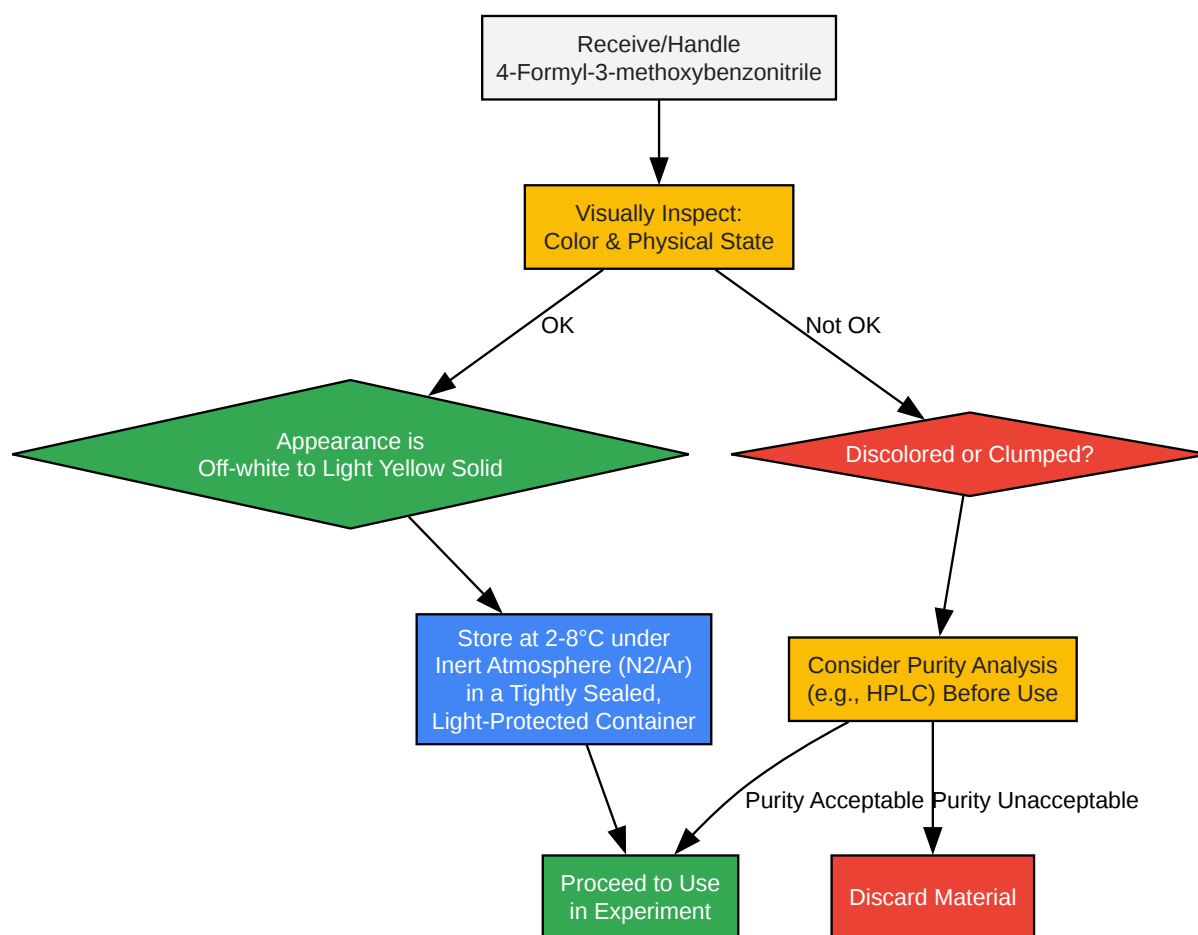 Receive/Handle
4-Formyl-3-methoxybenzonitrile
Visually Inspect:
Color & Physical State
OK
Not OK
Appearance is
Off-white to Light Yellow Solid
Discolored or Clumped?
Store at 2-8°C under
Inert Atmosphere (N2/Ar)
in a Tightly Sealed,
Light-Protected Container
Consider Purity Analysis
(e.g., HPLC) Before Use
Purity Acceptable
Purity Unacceptable
Proceed to Use
in Experiment
Discard Material